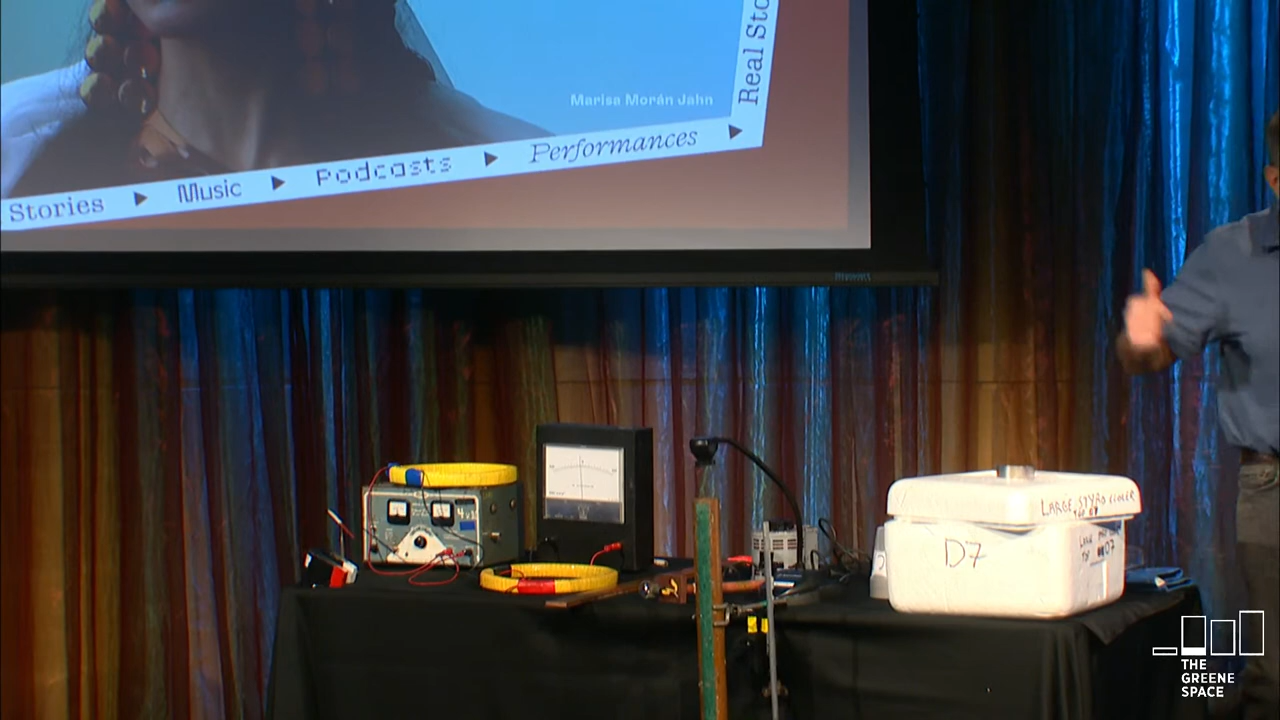 Real Sto
Marisa Morán Jahn
Stories ▶ Music ▶ Podcasts ▶ Performances ▶
LARGE STYRO COOLER
D7
THE
GREENE
SPACE